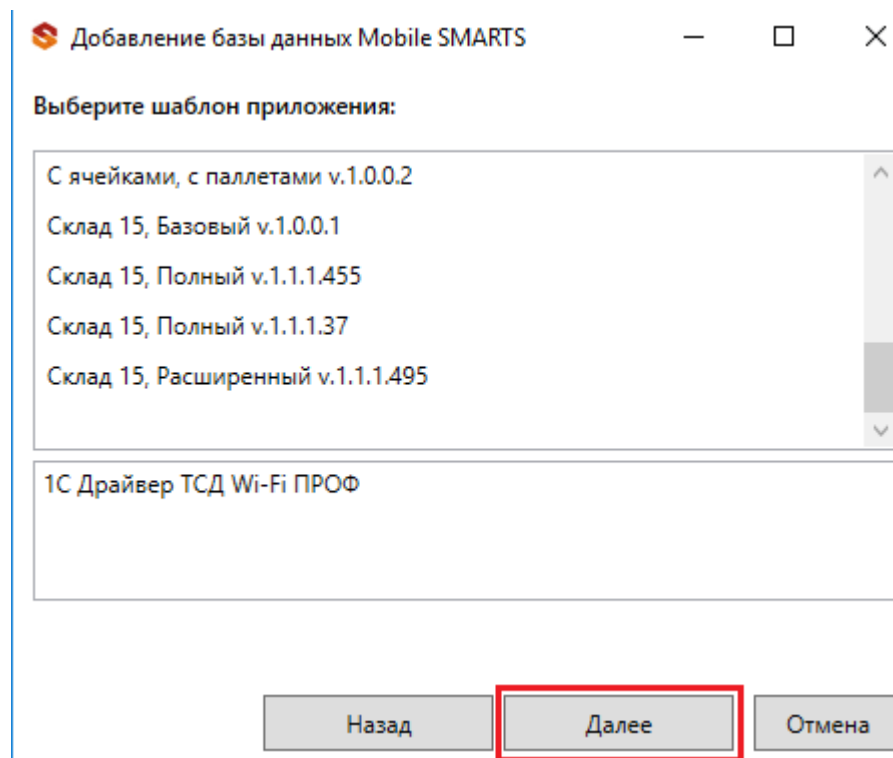 Добавление базы данных Mobile SMARTS
Выберите шаблон приложения:
С ячейками, с паллетами v.1.0.0.2
Склад 15, Базовый v.1.0.0.1
Склад 15, Полный v.1.1.1.455
Склад 15, Полный v.1.1.1.37
Склад 15, Расширенный v.1.1.1.495
1С Драйвер ТСД Wi-Fi ПРОФ
Назад Далее Отмена